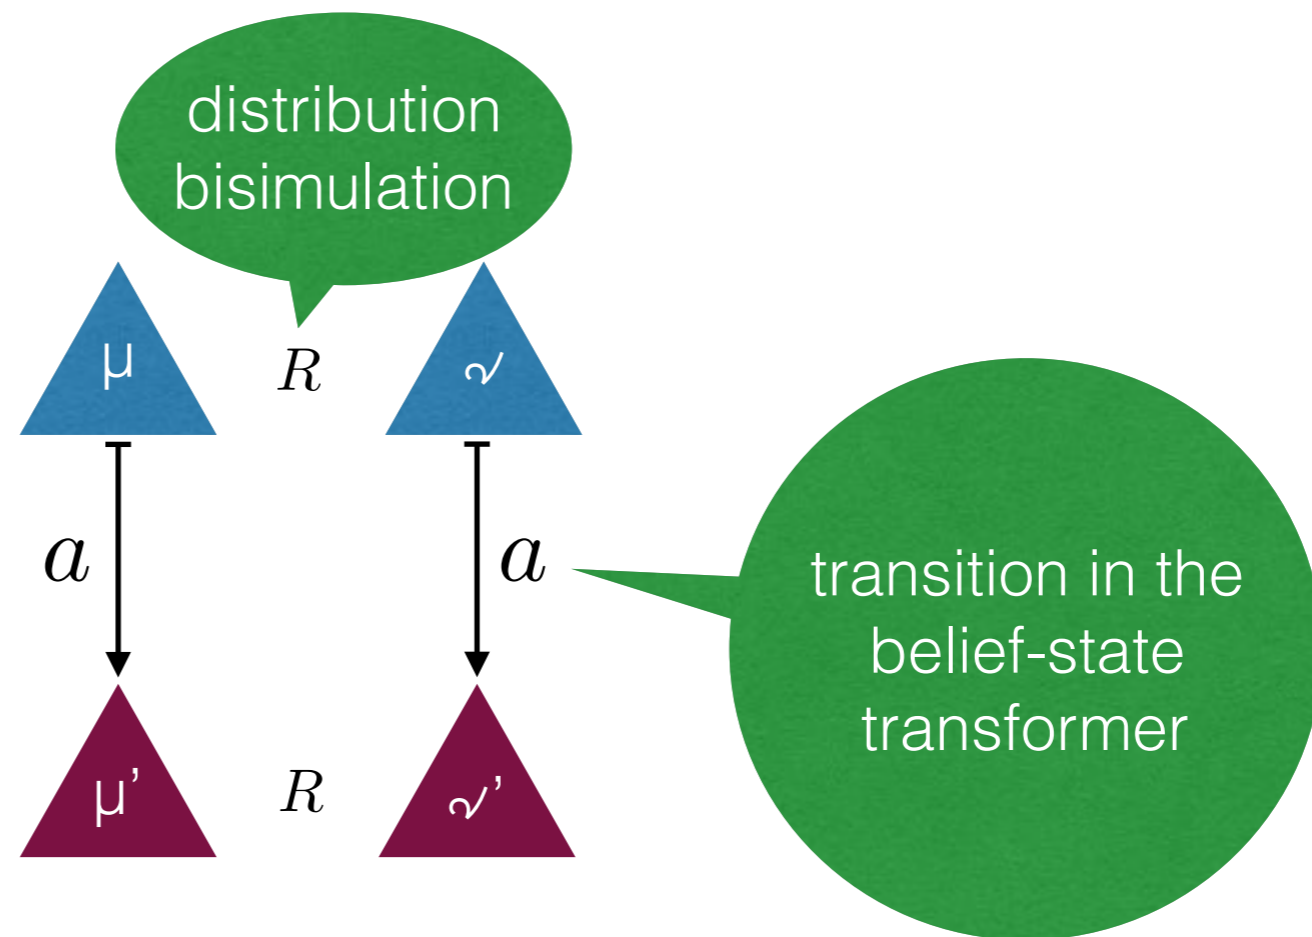 distribution
bisimulation
μ R
a a
transition in the
belief-state
transformer
μ’ R